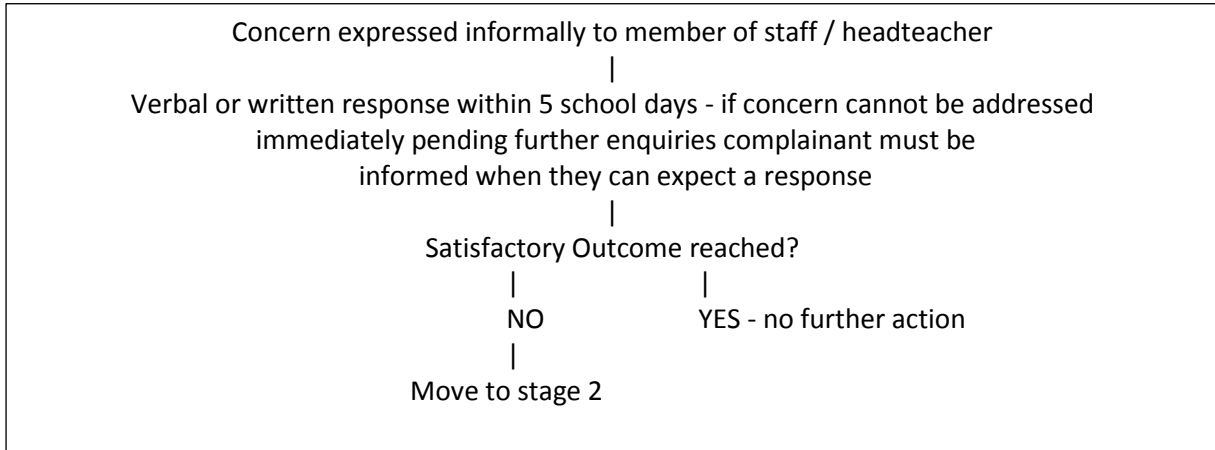 Concern expressed informally to member of staff / headteacher
|
Verbal or written response within 5 school days - if concern cannot be addressed
immediately pending further enquiries complainant must be
informed when they can expect a response
|
Satisfactory Outcome reached?
| |
NO YES - no further action
|
Move to stage 2